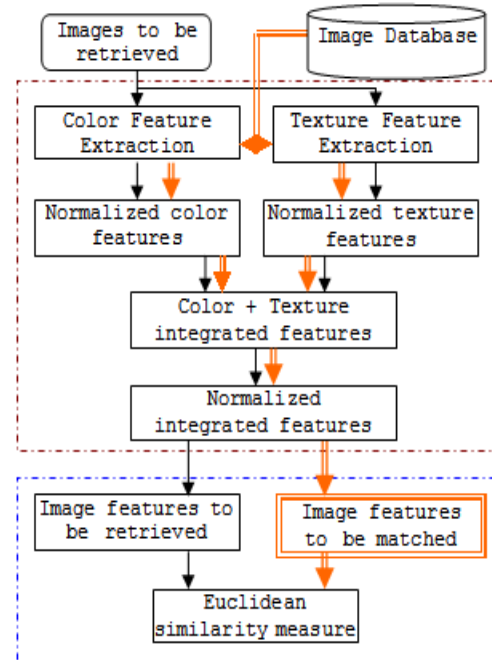 Images to be
retrieved
Image Database
Color Feature
Extraction
Texture Feature
Extraction
Normalized color
features
Normalized texture
features
Color + Texture
integrated features
Normalized
integrated features
Image features to
be retrieved
Image features
to be matched
Euclidean
similarity measure